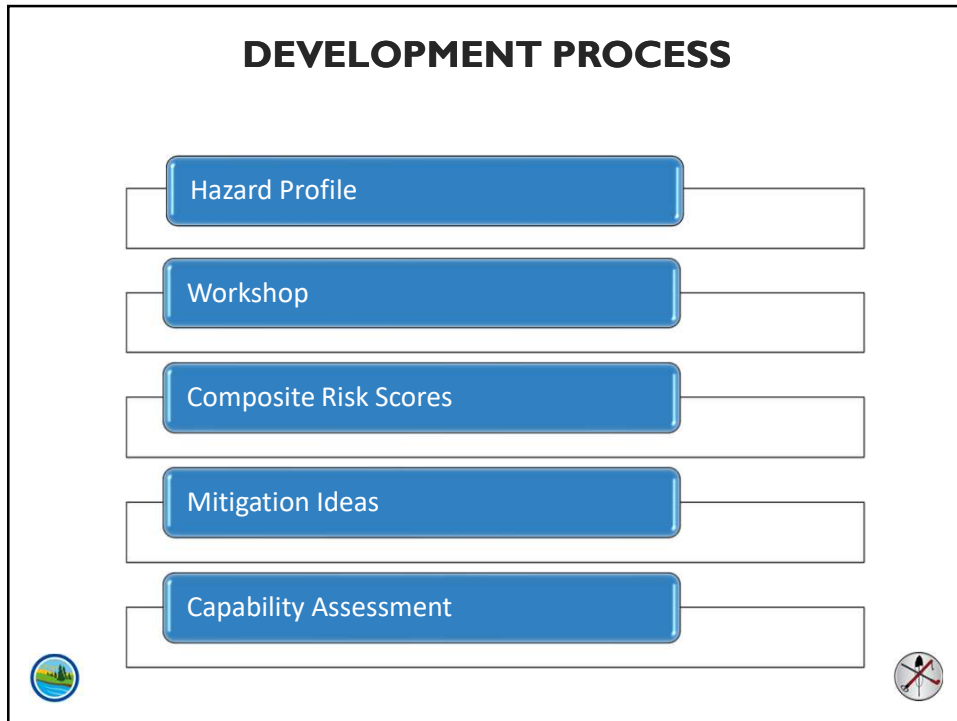 DEVELOPMENT PROCESS
Hazard Profile
Workshop
Composite Risk Scores
Mitigation Ideas
Capability Assessment